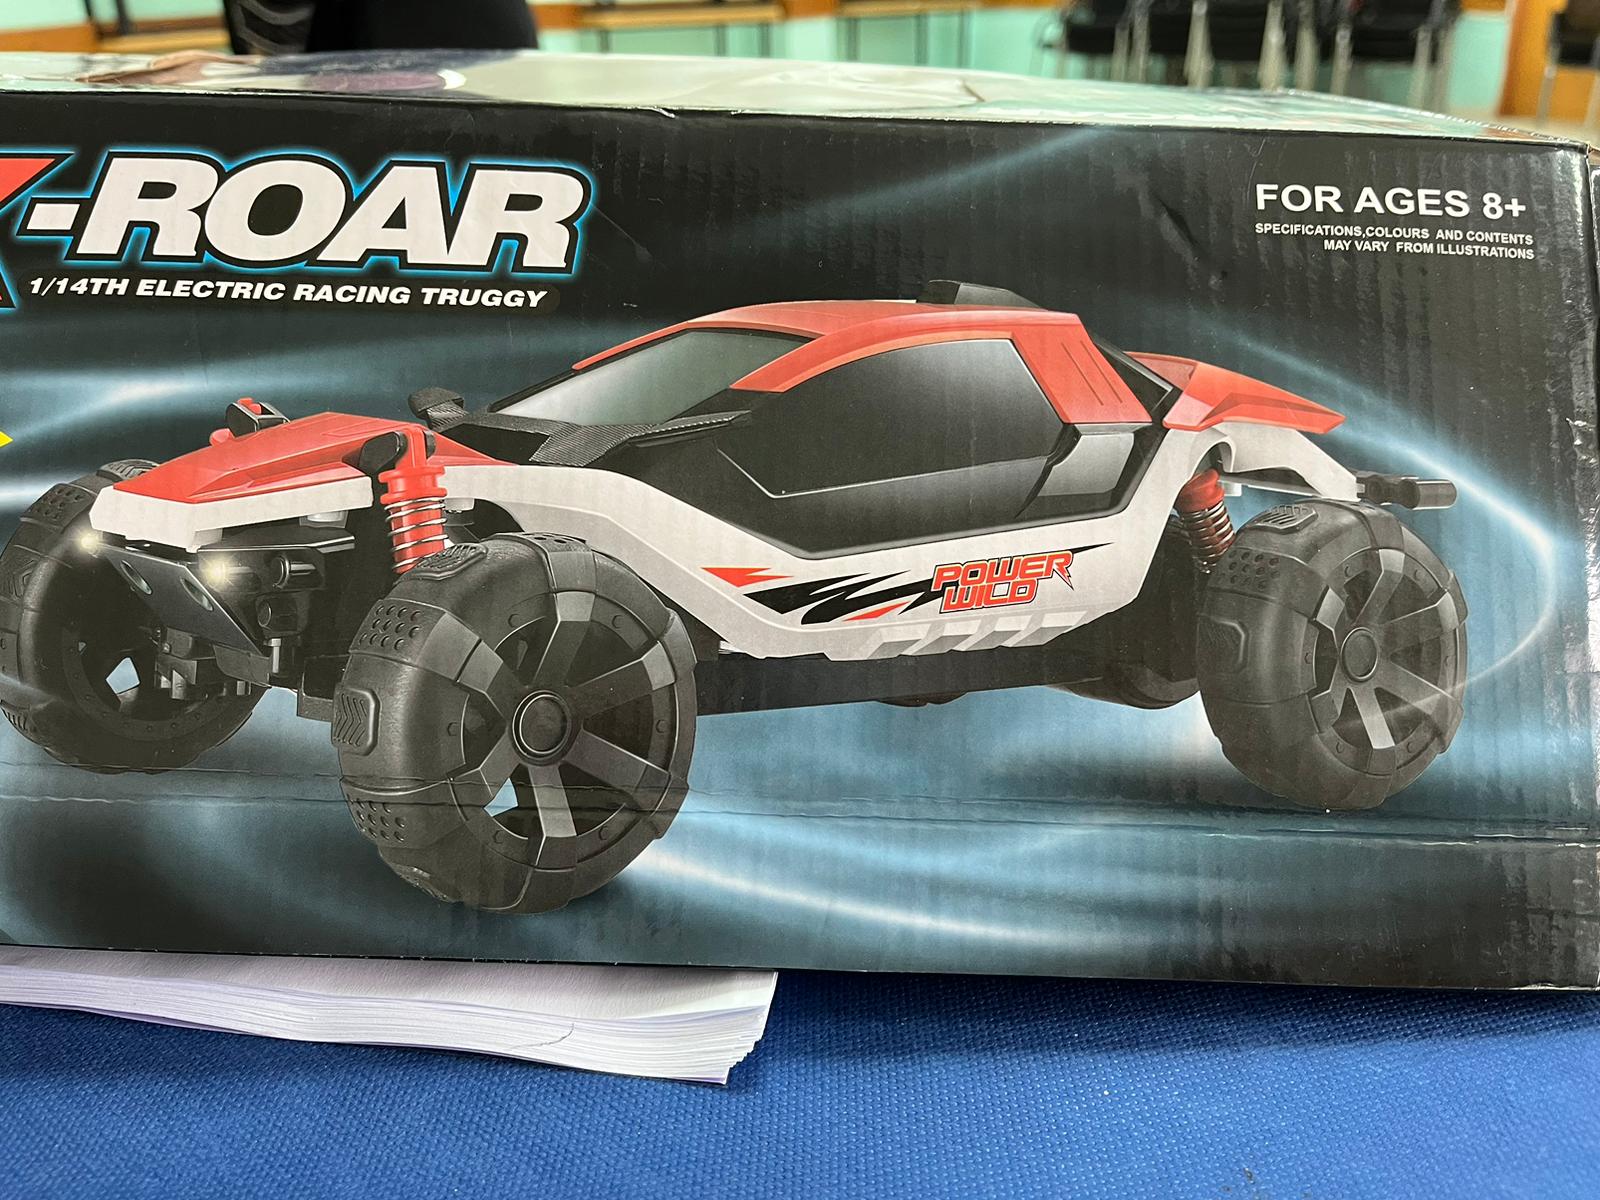 X-ROAR
1/14TH ELECTRIC RACING TRUGGY
FOR AGES 8+
SPECIFICATIONS,COLOURS AND CONTENTS
MAY VARY FROM ILLUSTRATIONS
POWER
WILD